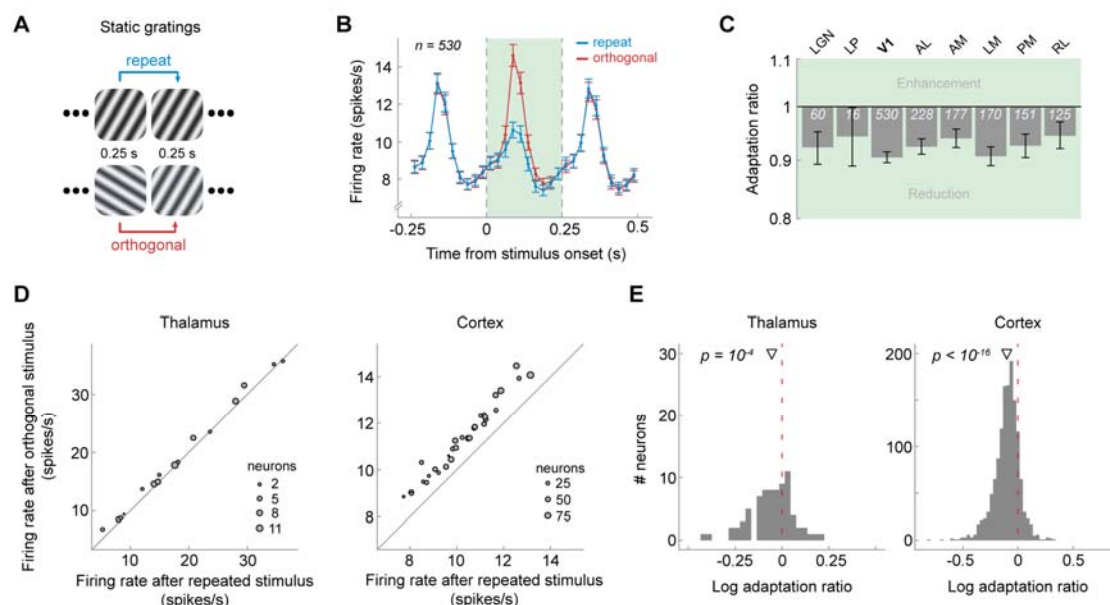 A
Static gratings
repeat
••• •••
0.25 s 0.25 s
••• •••
orthogonal
B
n = 530
repeat
orthogonal
Firing rate (spikes/s)
14
12
10
8
-0.25 0 0.25 0.5
Time from stimulus onset (s)
C
LGN LP V1 AL AM LM PM RL
Adaptation ratio
1.1
1
0.9
0.8
Enhancement
60 16 530 228 177 170 151 125
Reduction
D
Thalamus
Firing rate after orthogonal stimulus
(spikes/s)
30
20
10
10 20 30
neurons
2
5
8
11
Firing rate after repeated stimulus
(spikes/s)
Cortex
14
12
10
8
8 10 12 14
neurons
25
50
75
Firing rate after repeated stimulus
(spikes/s)
E
Thalamus
p = 10⁻⁴
# neurons
30
20
10
0
-0.25 0 0.25
Log adaptation ratio
Cortex
p < 10⁻¹⁶
200
100
0
-0.5 0 0.5
Log adaptation ratio